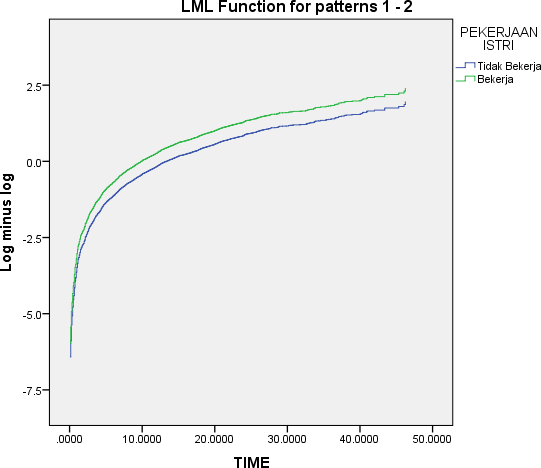 LML Function for patterns 1 - 2
PEKERJAAN
ISTRI
Tidak Bekerja
Bekerja
2.5
0.0
-2.5
-5.0
-7.5
Log minus log
.0000
10.0000
20.0000
30.0000
40.0000
50.0000
TIME